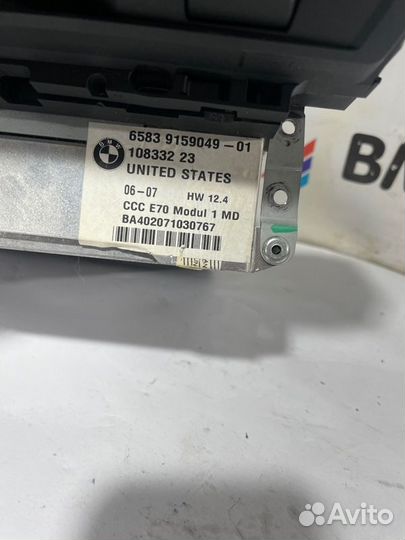 BMW
6583 9159049-01
108332 23
UNITED STATES
06-07 HW 12.4
CCC E70 Modul 1 MD
BA402071030767
Avito